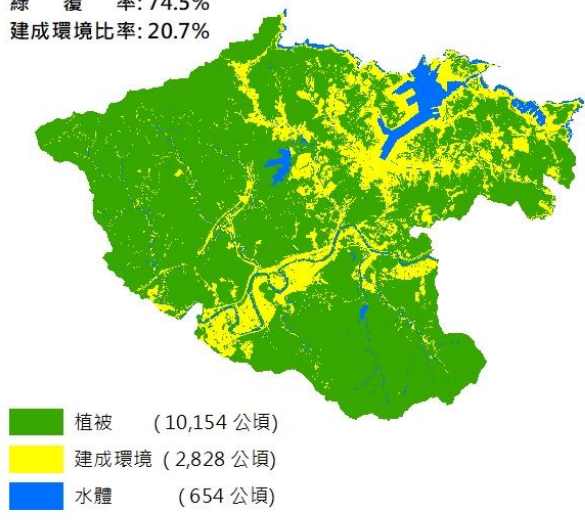 綠覆率: 74.5%
建成環境比率: 20.7%
植被 (10,154 公頃)
建成環境 (2,828 公頃)
水體 (654 公頃)